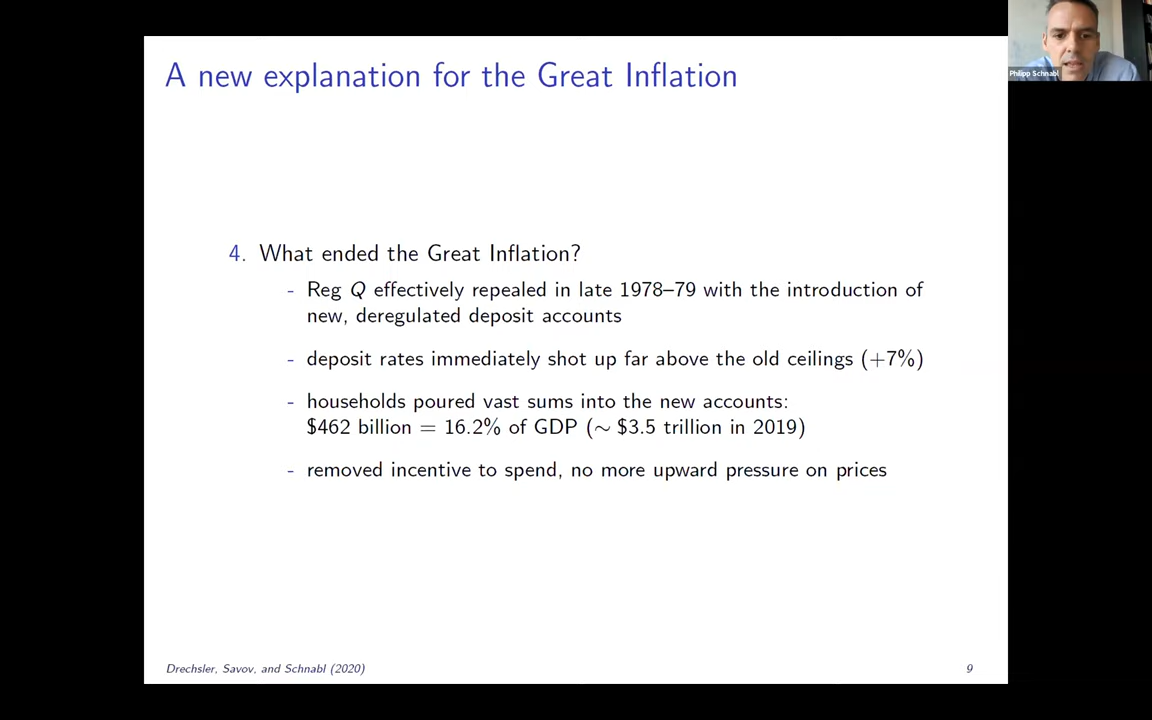 A new explanation for the Great Inflation
Philipp Schnabl
4. What ended the Great Inflation?
- Reg Q effectively repealed in late 1978–79 with the introduction of
new, deregulated deposit accounts
- deposit rates immediately shot up far above the old ceilings (+7%)
- households poured vast sums into the new accounts:
$462 billion = 16.2% of GDP (∼ $3.5 trillion in 2019)
- removed incentive to spend, no more upward pressure on prices
Drechsler, Savov, and Schnabl (2020)
9